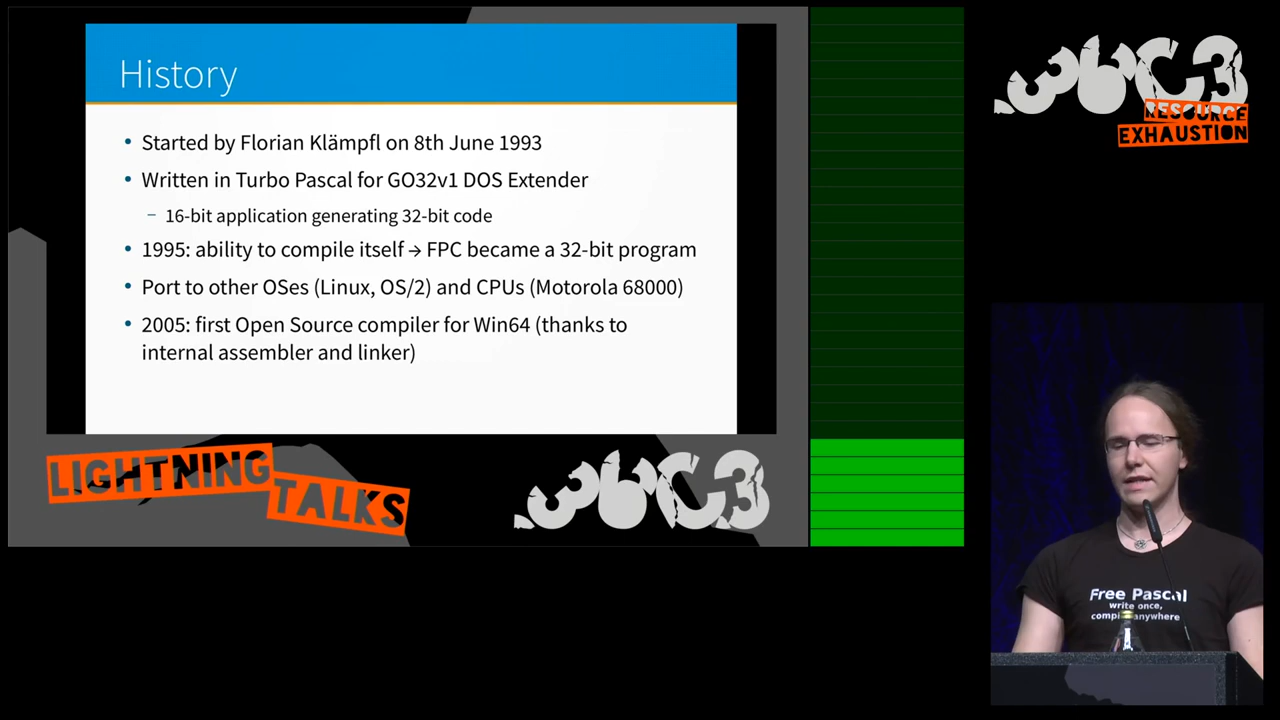 History
• Started by Florian Klämpfl on 8th June 1993
• Written in Turbo Pascal for GO32v1 DOS Extender
– 16-bit application generating 32-bit code
• 1995: ability to compile itself → FPC became a 32-bit program
• Port to other OSes (Linux, OS/2) and CPUs (Motorola 68000)
• 2005: first Open Source compiler for Win64 (thanks to
internal assembler and linker)
LIGHTNING
TALKS
36C3
36C3
RESOURCE
EXHAUSTION
Free Pascal
write once,
anywhere